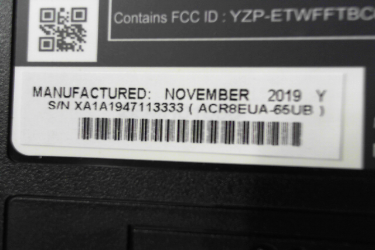 Contains FCC ID : YZP-ETWFFTBC
MANUFACTURED: NOVEMBER 2019 Y
S/N XA1A1947113333 ( ACR8EUA-65UB )